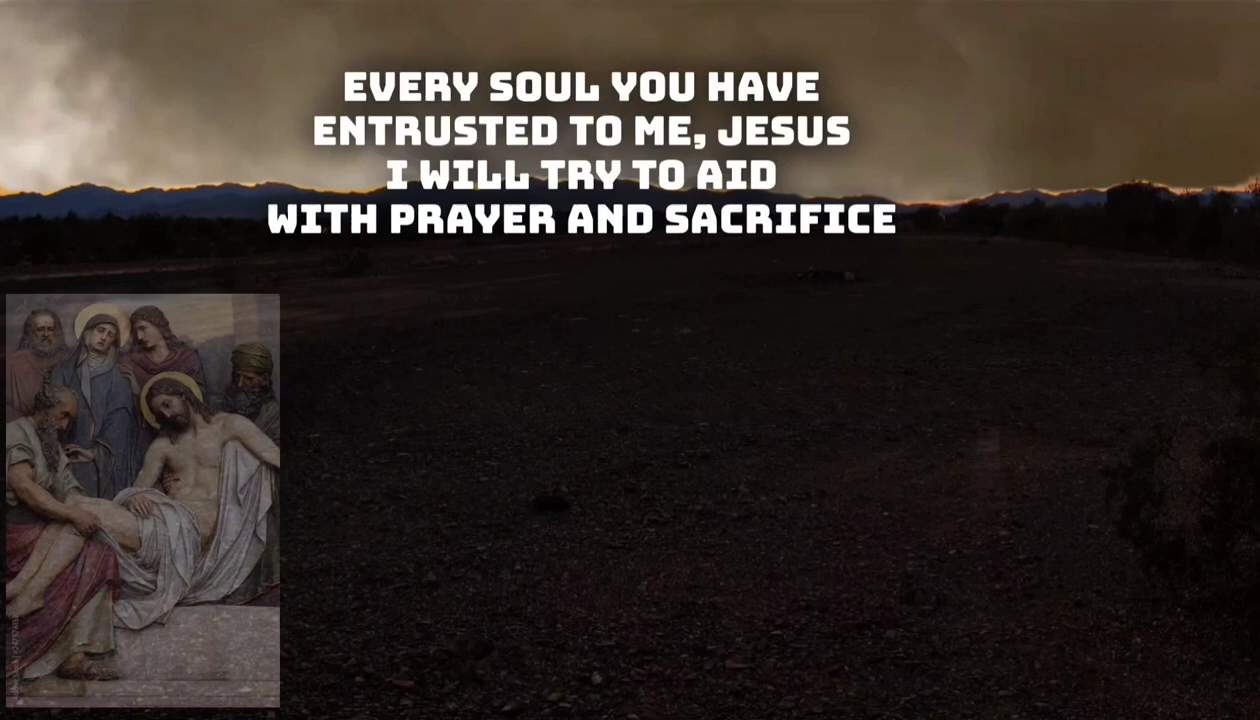 EVERY SOUL YOU HAVE
ENTRUSTED TO ME, JESUS
I WILL TRY TO AID
WITH PRAYER AND SACRIFICE